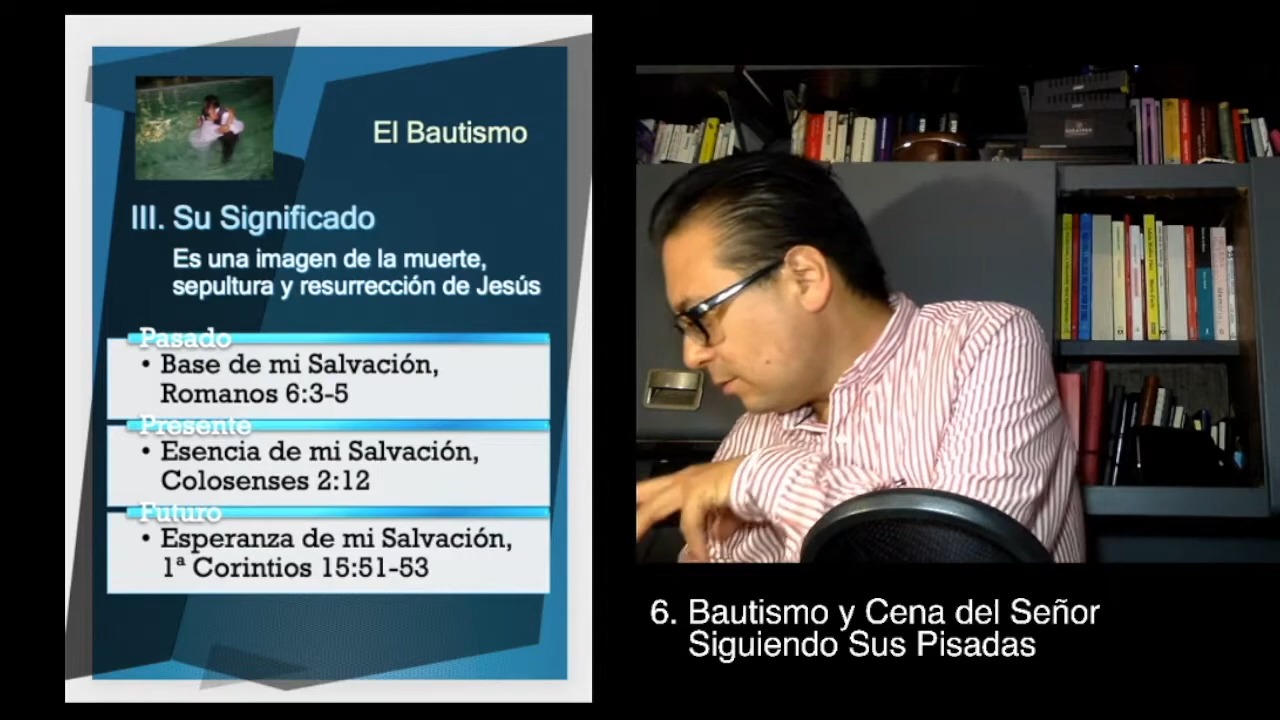 El Bautismo
III. Su Significado
Es una imagen de la muerte,
sepultura y resurrección de Jesús
Pasado
• Base de mi Salvación,
Romanos 6:3-5
Presente
• Esencia de mi Salvación,
Colosenses 2:12
Futuro
• Esperanza de mi Salvación,
1ª Corintios 15:51-53
6. Bautismo y Cena del Señor
Siguiendo Sus Pisadas